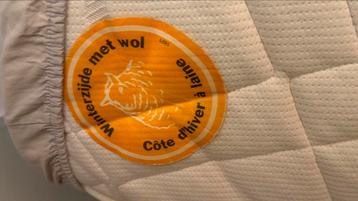 Winterzijde met wol
Côte d'hiver à laine